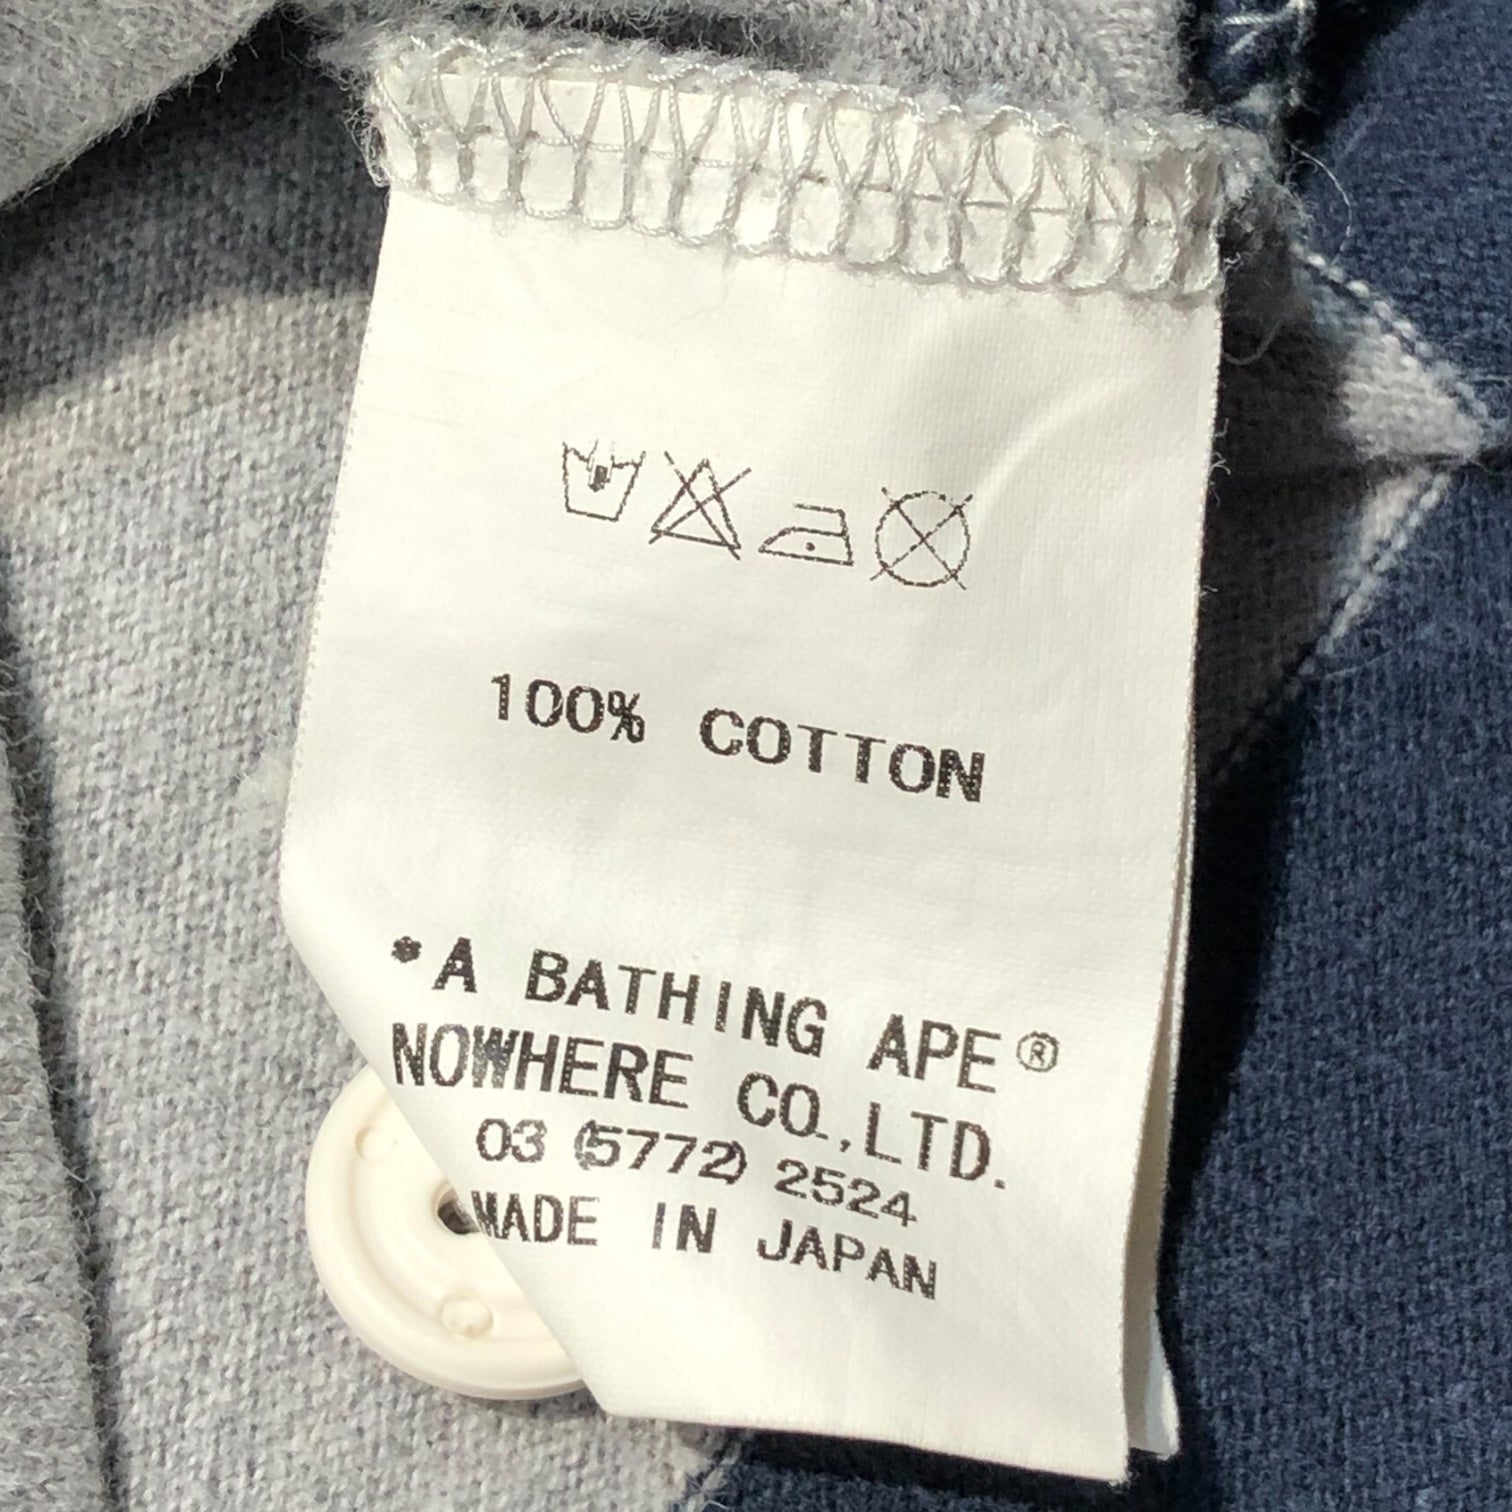 100% COTTON
*A BATHING APE®
NOWHERE CO.,LTD.
03 (5772) 2524
MADE IN JAPAN